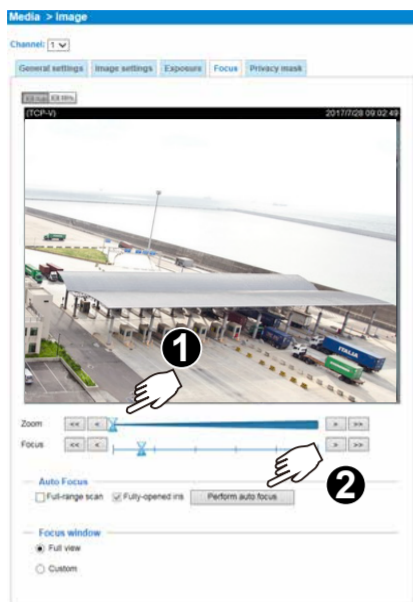 Media > Image
Channel: 1
General settings Image settings Exposure Focus Privacy mask
(TCP-V) 2017/7/28 09:02:49
1
ITALIA
Zoom << < > >>
Focus << < > >>
2
Auto Focus
Full-range scan Fully-opened iris Perform auto focus
Focus window
Full view
Custom